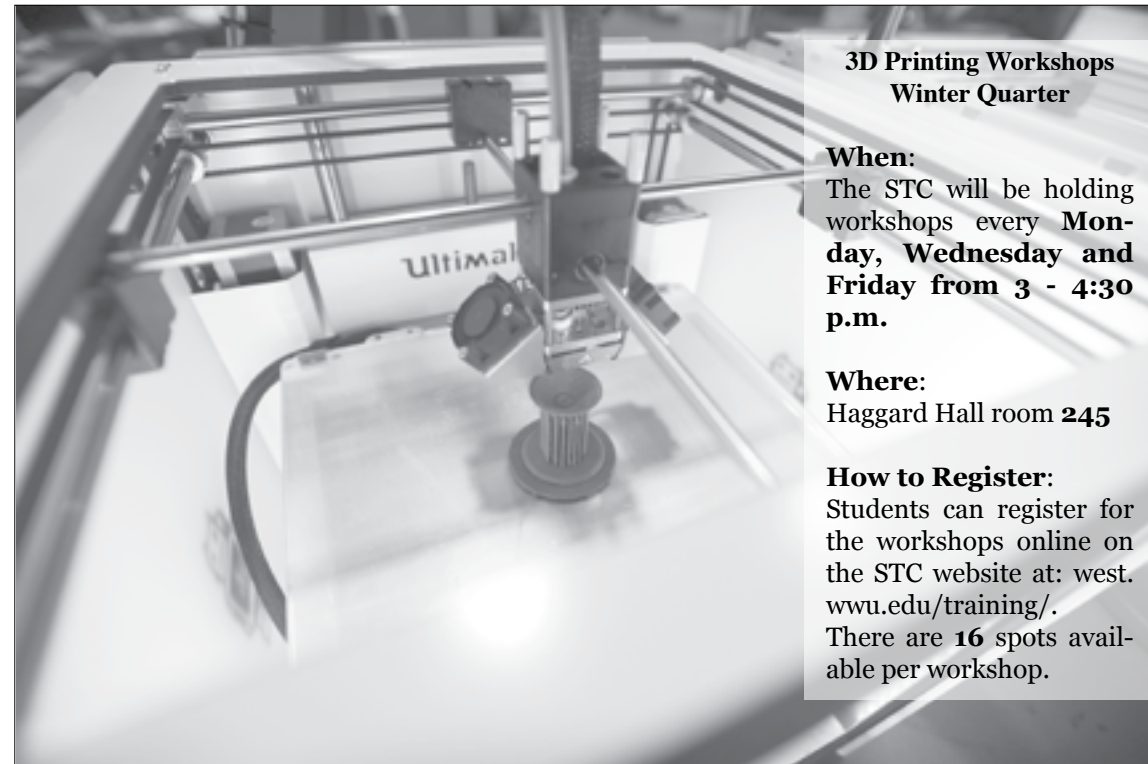 Ultimak
3D Printing Workshops
Winter Quarter
When:
The STC will be holding
workshops every Mon-
day, Wednesday and
Friday from 3 - 4:30
p.m.
Where:
Haggard Hall room 245
How to Register:
Students can register for
the workshops online on
the STC website at: west.
wwu.edu/training/.
There are 16 spots avail-
able per workshop.